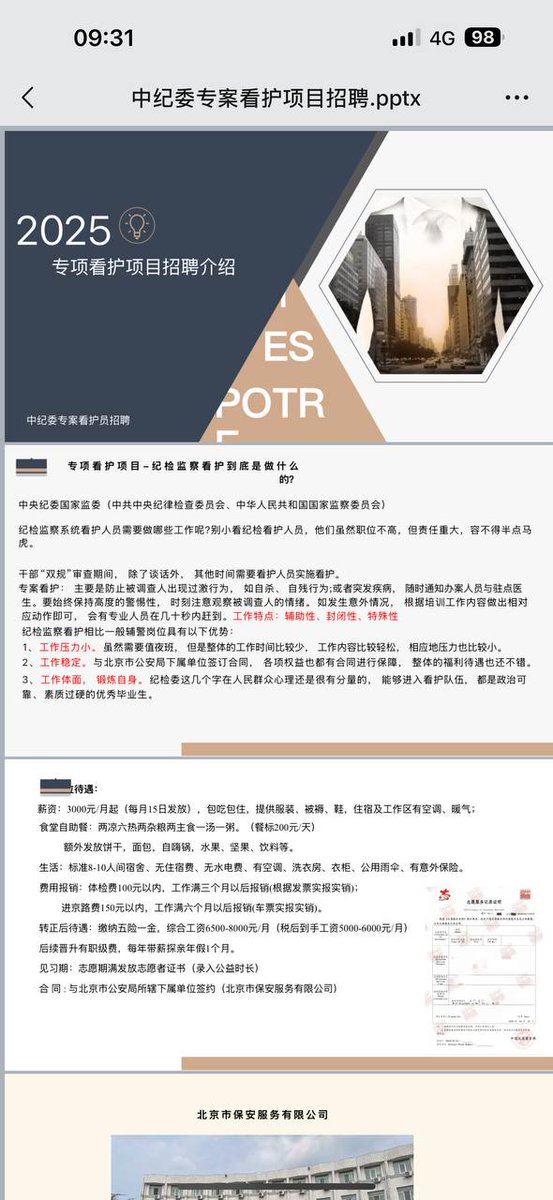 09:31
4G 98
中纪委专案看护项目招聘.pptx
2025
专项看护项目招聘介绍
ES
POTR
中纪委专案看护员招聘
专项看护项目–纪检监察看护到底是做什么
的?
中央纪委国家监委（中共中央纪律检查委员会、中华人民共和国国家监察委员会）
纪检监察系统看护人员需要做哪些工作呢?别小看纪检看护人员，他们虽然职位不高，但责任重大，容不得半点马
虎。
干部“双规”审查期间， 除了谈话外， 其他时间需要看护人员实施看护。
专案看护： 主要是防止被调查人出现过激行为， 如自杀、 自残行为;或者突发疾病， 随时通知办案人员与驻点医
生。要始终保持高度的警惕性， 时刻注意观察被调查人的情绪。如发生意外情况， 根据培训工作内容做出相对
应动作即可， 会有专业人员在几十秒内赶到。工作特点：辅助性、封闭性、特殊性
纪检监察看护相比一般辅警岗位具有以下优势：
1、工作压力小。虽然需要值夜班， 但是整体的工作时间比较少， 工作内容比较轻松， 相应地压力也比较小。
2、工作稳定。与北京市公安局下属单位签订合同， 各项权益也都有合同进行保障， 整体的福利待遇也还不错。
3、工作体面， 锻炼自身。纪检委这几个字在人民群众心理还是很有分量的， 能够进入看护队伍， 都是政治可
靠、素质过硬的优秀毕业生。
位待遇：
薪资：3000元/月起（每月15日发放），包吃包住，提供服装、被褥、鞋，住宿及工作区有空调、暖气；
食堂自助餐：两凉六热两杂粮两主食一汤一粥。（餐标200元/天）
额外发放饼干，面包，自嗨锅，水果、坚果、饮料等。
生活：标准8-10人间宿舍、无住宿费、无水电费、有空调、洗衣房、衣柜、公用雨伞、有意外保险。
费用报销：体检费100元以内，工作满三个月以后报销(根据发票实报实销)；
进京路费150元以内，工作满六个月以后报销(车票实报实销)。
转正后待遇：缴纳五险一金，综合工资6500-8000元/月（税后到手工资5000-6000元/月）
后续晋升有职级费，每年带薪探亲年假1个月。
见习期：志愿期满发放志愿者证书（录入公益时长）
合 同：与北京市公安局所辖下属单位签约（北京市保安服务有限公司）
志愿服务记录证明
北京市保安服务有限公司